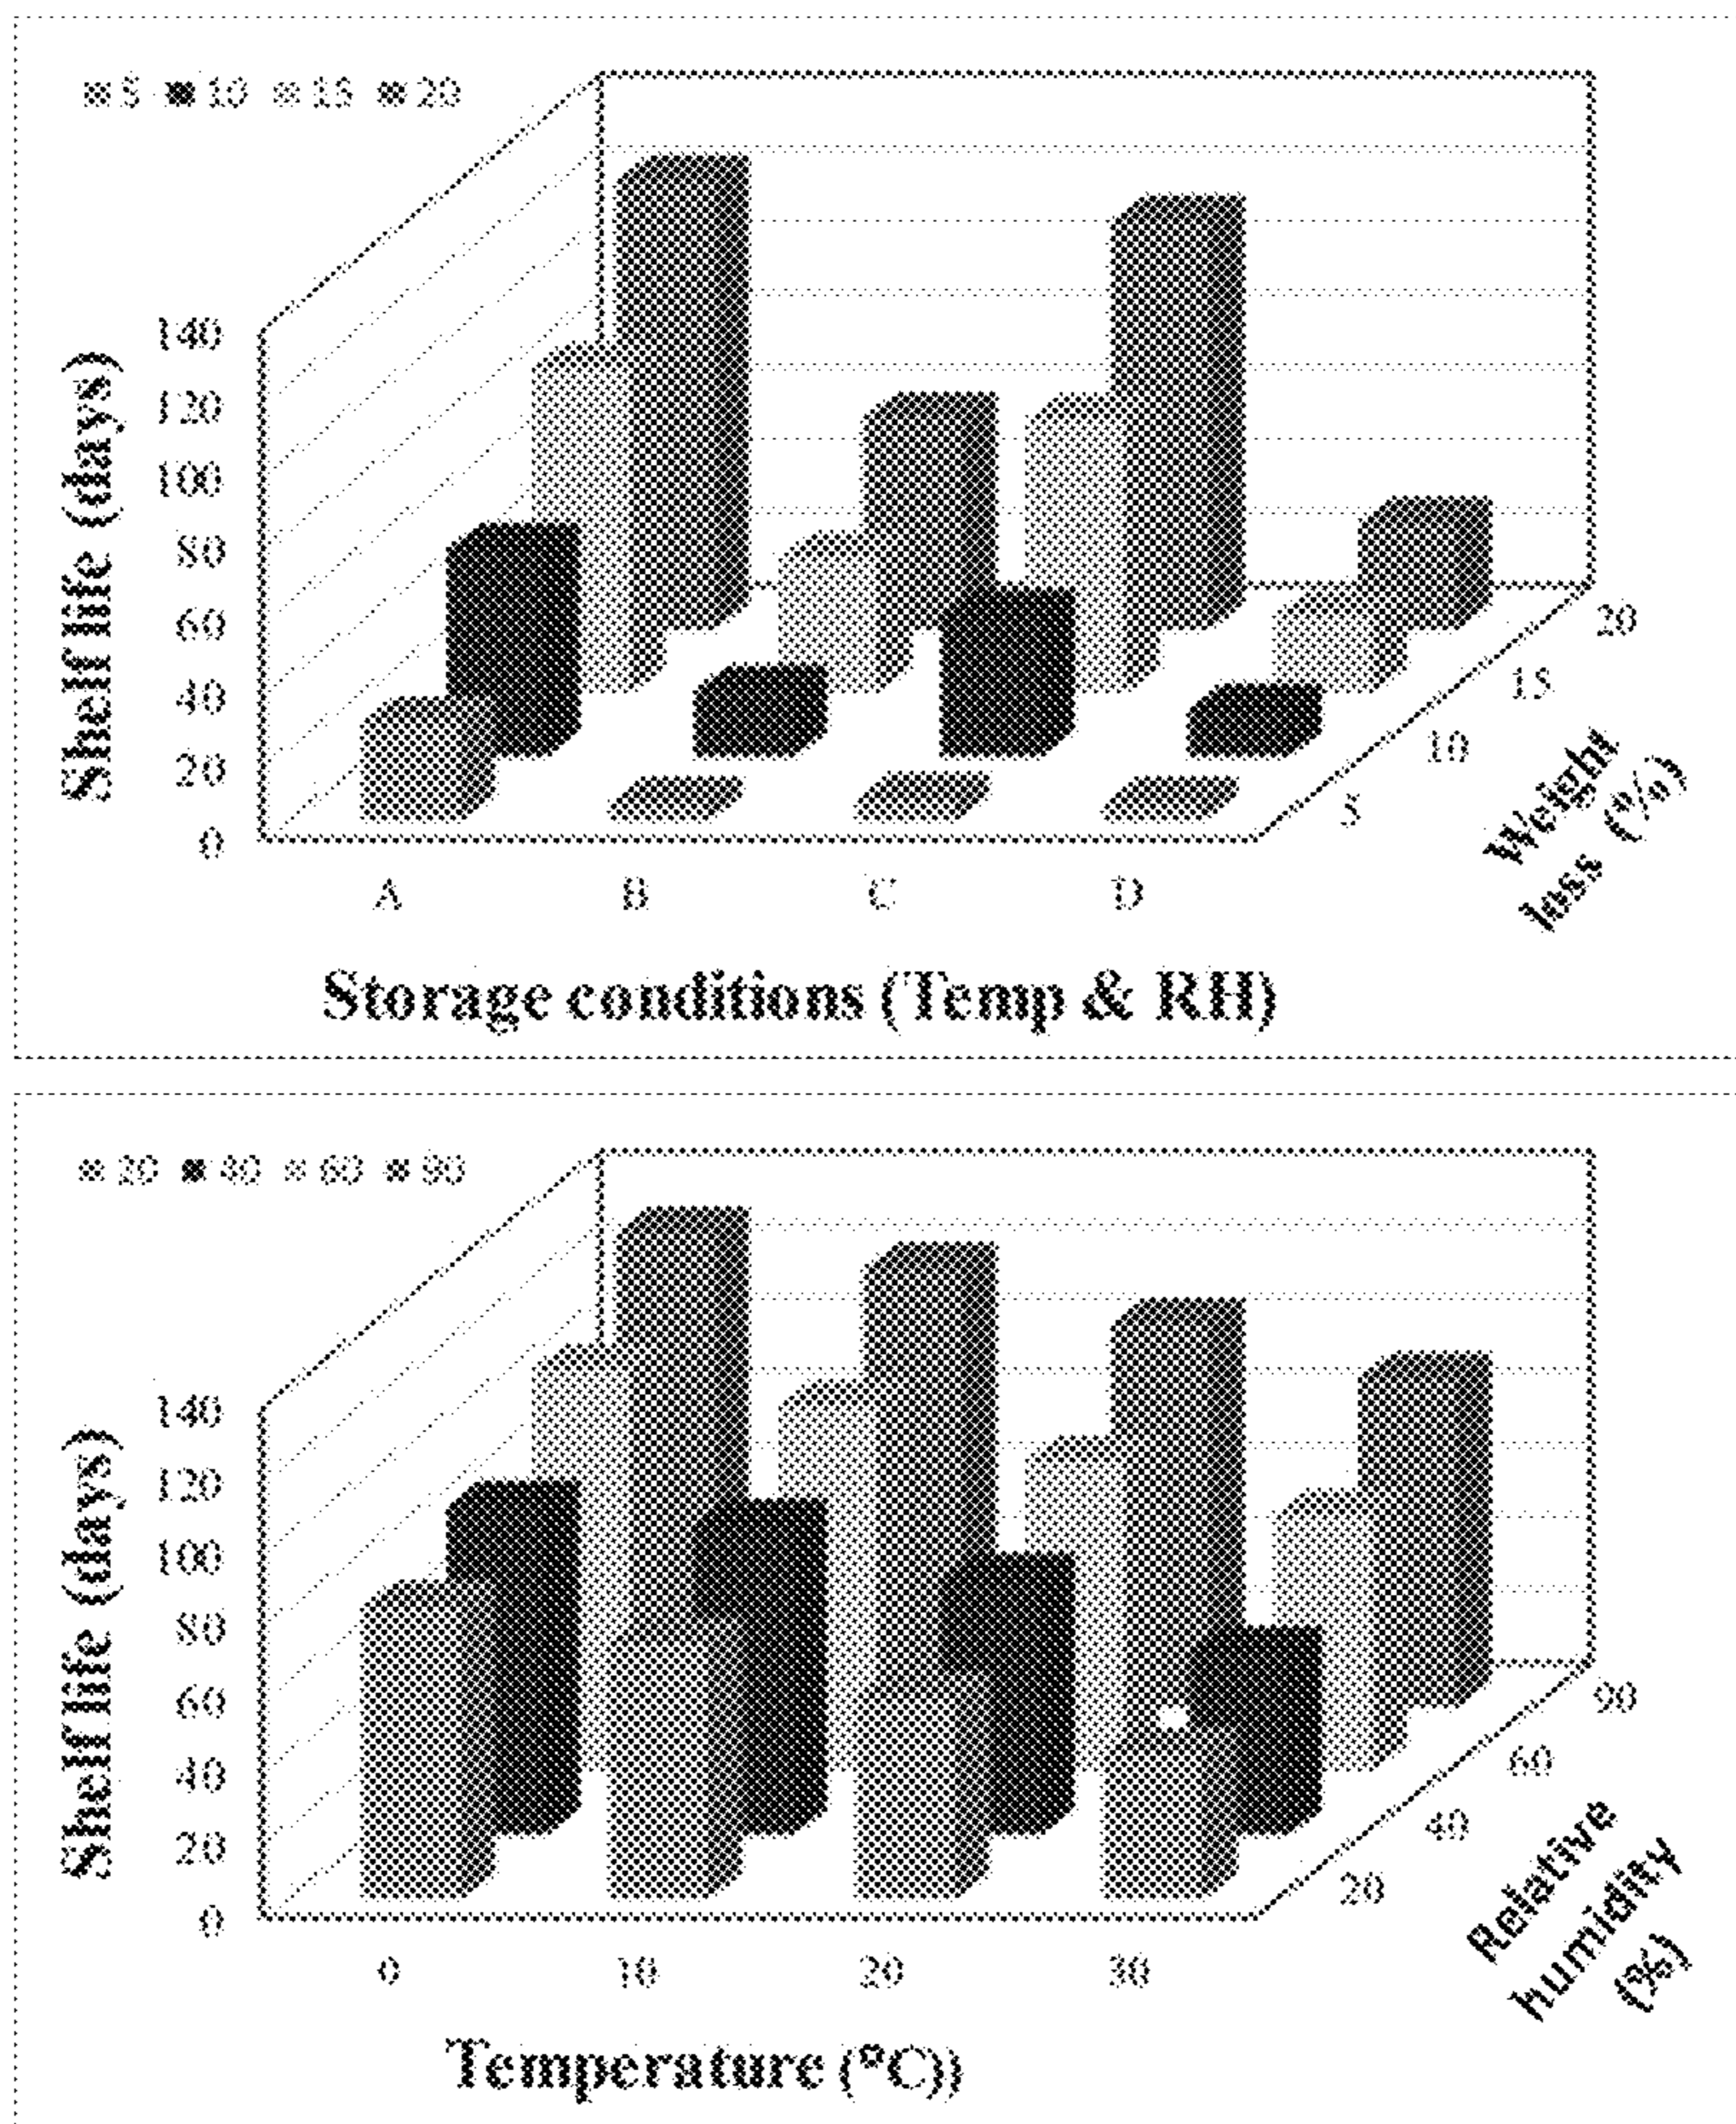 5 10 15 20
140
120
100
80
60
40
20
0
Shelf life (days)
A B C D
5
10
15
20
Weight
loss (%)
Storage conditions (Temp & RH)
20 40 60 90
140
120
100
80
60
40
20
0
Shelf life (days)
0 10 20 30
20
40
60
90
Relative
humidity
(%)
Temperature (°C))